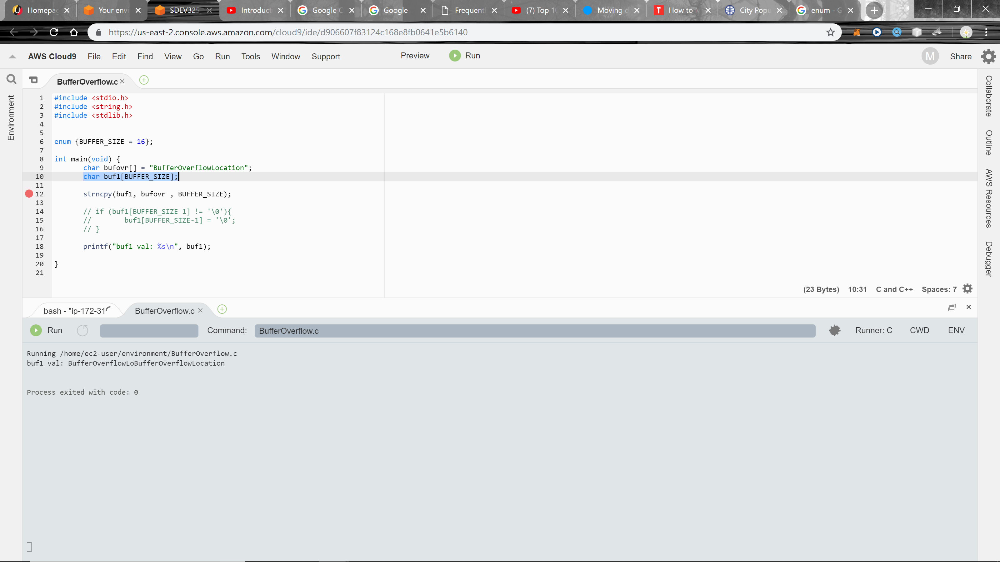 Homepag
Your envi
SDEV325
Introduct
Google C
Google
Frequentl
(7) Top 10
Moving d
How to M
City Popu
enum - G
https://us-east-2.console.aws.amazon.com/cloud9/ide/d906607f83124c168e8fb0641e5b6140
AWS Cloud9 File Edit Find View Go Run Tools Window Support Preview Run M Share
BufferOverflow.c
Environment
1 #include <stdio.h>
2 #include <string.h>
3 #include <stdlib.h>
4
5
6 enum {BUFFER_SIZE = 16};
7
8 int main(void) {
9 char bufovr[] = "BufferOverflowLocation";
10 char buf1[BUFFER_SIZE];
11
12 strncpy(buf1, bufovr , BUFFER_SIZE);
13
14 // if (buf1[BUFFER_SIZE-1] != '\0'){
15 // buf1[BUFFER_SIZE-1] = '\0';
16 // }
17
18 printf("buf1 val: %s\n", buf1);
19
20 }
21
(23 Bytes) 10:31 C and C++ Spaces: 7
Collaborate
Outline
AWS Resources
Debugger
bash - "ip-172-31
BufferOverflow.c
Run Command: BufferOverflow.c Runner: C CWD ENV
Running /home/ec2-user/environment/BufferOverflow.c
buf1 val: BufferOverflowLoBufferOverflowLocation
Process exited with code: 0